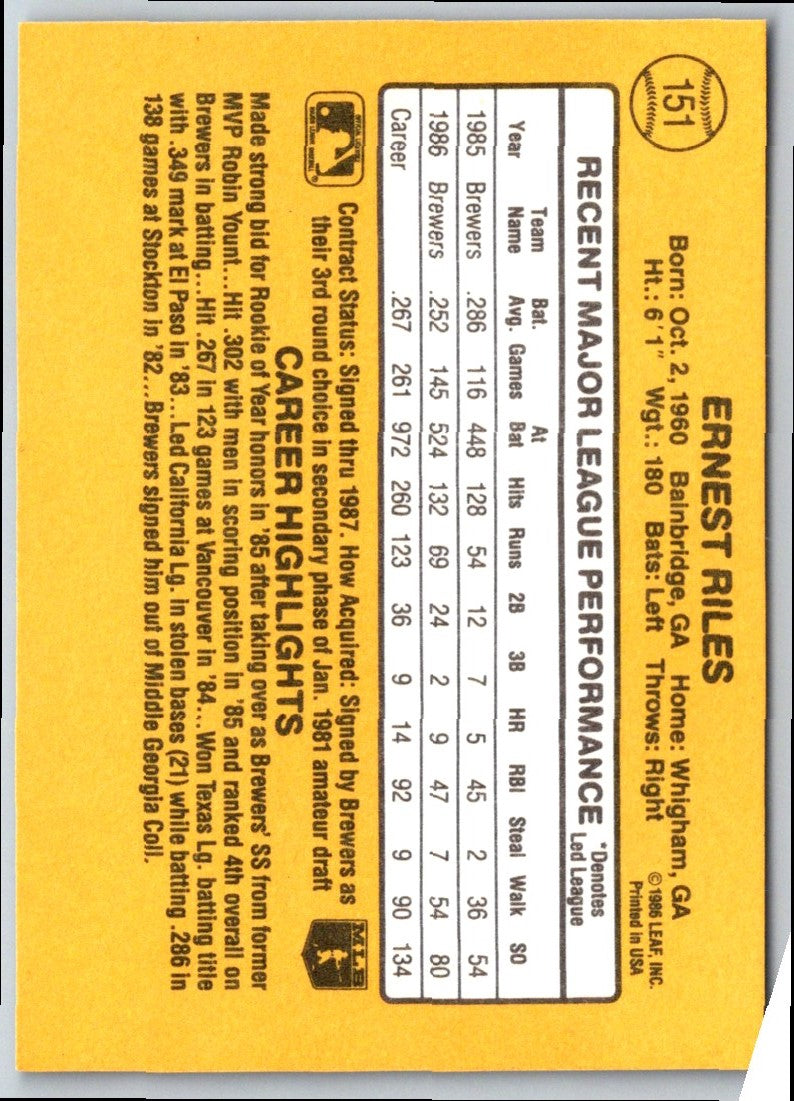 151
ERNEST RILES
Born: Oct. 2, 1960 Bainbridge, GA Home: Whigham, GA
Ht.: 6'1" Wgt.: 180 Bats: Left Throws: Right
©1986 LEAF, INC.
Printed in USA
RECENT MAJOR LEAGUE PERFORMANCE *Denotes Led League
Year Team Name Bat. Avg. Games At Bat Hits Runs 2B 3B HR RBI Steal Walk SO
1985 Brewers .286 116 448 128 54 12 7 5 45 2 36 54
1986 Brewers .252 145 524 132 69 24 2 9 47 7 54 80
Career .267 261 972 260 123 36 9 14 92 9 90 134
Contract Status: Signed thru 1987. How Acquired: Signed by Brewers as
their 3rd round choice in secondary phase of Jan. 1981 amateur draft
MLB
CAREER HIGHLIGHTS
Made strong bid for Rookie of Year honors in '85 after taking over as Brewers' SS from former
MVP Robin Yount...Hit .302 with men in scoring position in '85 and ranked 4th overall on
Brewers in batting...Hit .267 in 123 games at Vancouver in '84... Won Texas Lg. batting title
with .349 mark at El Paso in '83...Led California Lg. in stolen bases (21) while batting .286 in
138 games at Stockton in '82...Brewers signed him out of Middle Georgia Coll.